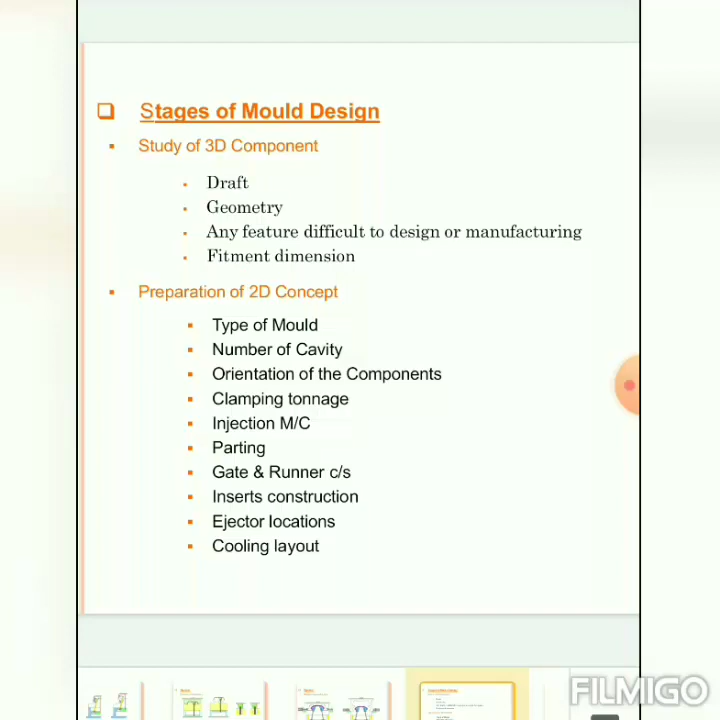 Stages of Mould Design
Study of 3D Component
Draft
Geometry
Any feature difficult to design or manufacturing
Fitment dimension
Preparation of 2D Concept
Type of Mould
Number of Cavity
Orientation of the Components
Clamping tonnage
Injection M/C
Parting
Gate & Runner c/s
Inserts construction
Ejector locations
Cooling layout
FILMIGO